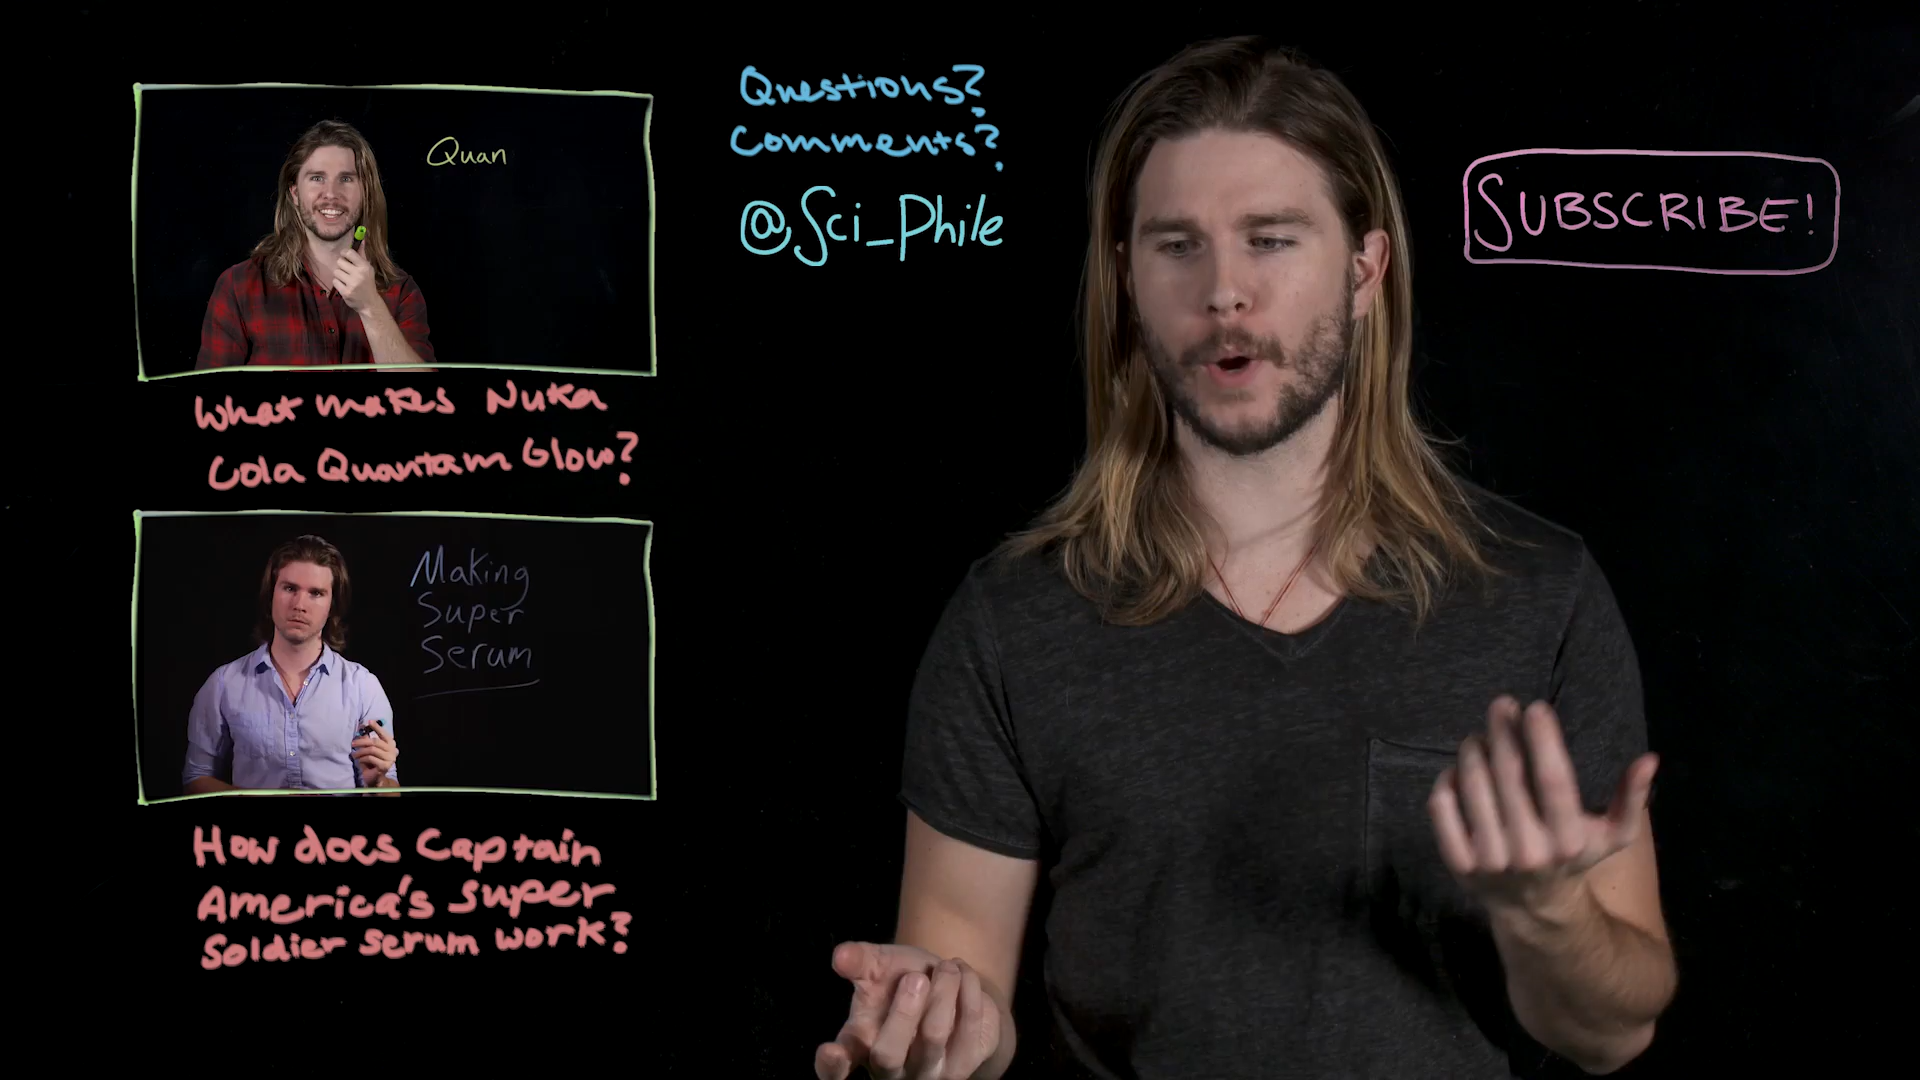 Quan
What makes Nuka
Cola Quantam Glow?
Making
Super
Serum
How does Captain
America's super
Soldier serum work?
Questions?
Comments?
@Sci_Phile
SUBSCRIBE!